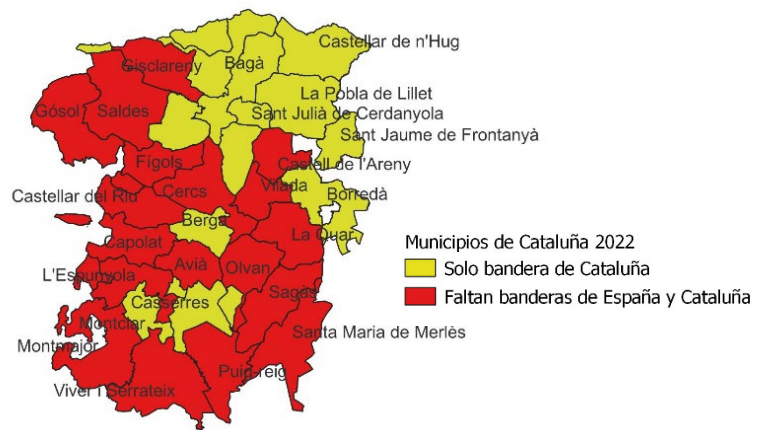 Castellar de n'Hug
Gisclareny
Bagà
La Pobla de Lillet
Gósol
Saldes
Sant Julià de Cerdanyola
Sant Jaume de Frontanyà
Fígols
Castell de l'Areny
Castellar del Riu
Cercs
Vilada
Borredà
Berga
Capolat
La Quar
Municipios de Cataluña 2022
L'Espunyola
Avià
Olvan
Solo bandera de Cataluña
Casserres
Sagàs
Faltan banderas de España y Cataluña
Montclar
Montmajor
Santa Maria de Merlès
Puig-reig
Viver i Serrateix